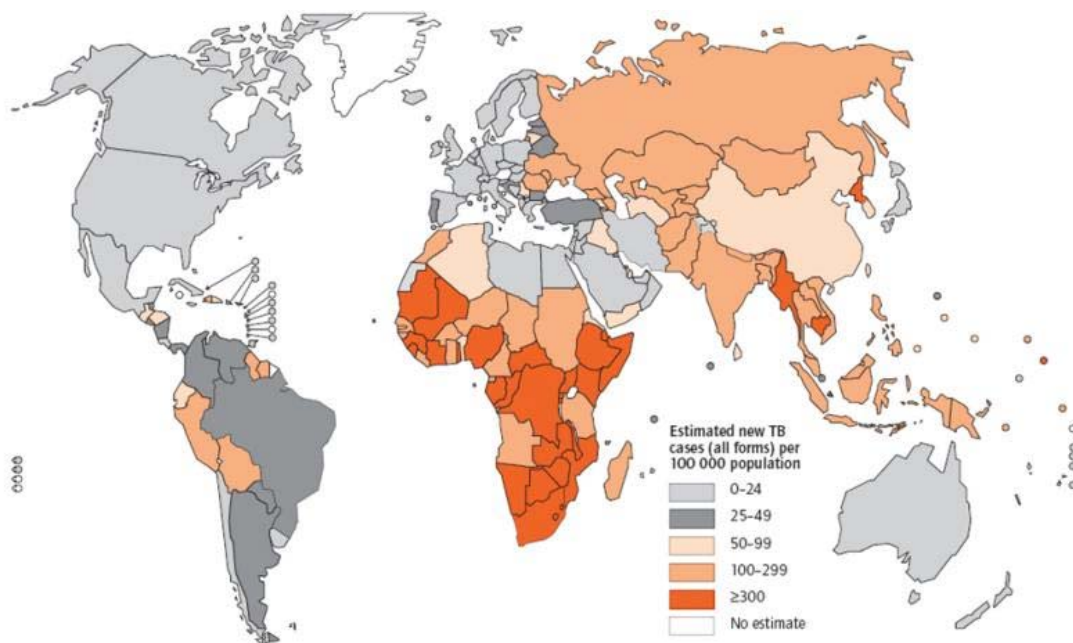 Estimated new TB
cases (all forms) per
100 000 population
0–24
25–49
50–99
100–299
≥300
No estimate